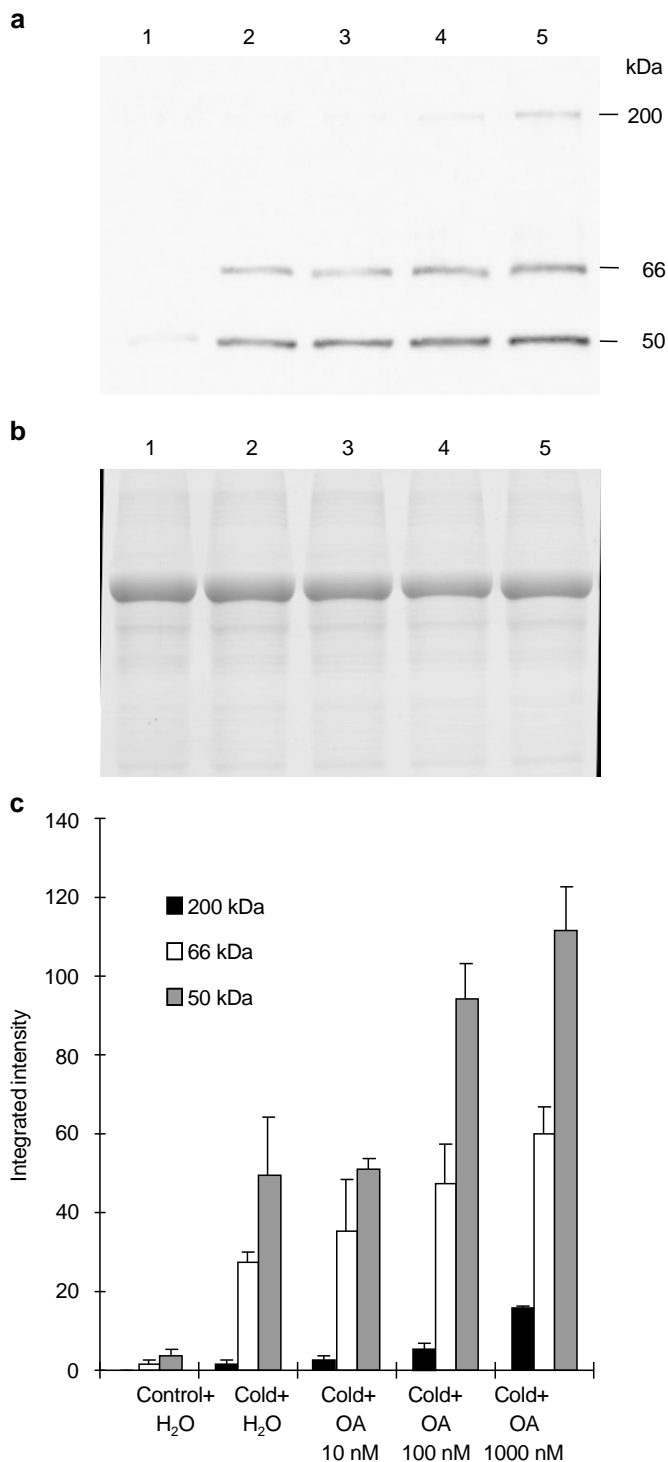 a
1 2 3 4 5
kDa
200
66
50
b
1 2 3 4 5
c
140
120
100
80
60
40
20
0
Integrated intensity
200 kDa
66 kDa
50 kDa
Control+ Cold+ Cold+ Cold+ Cold+
H₂O H₂O OA OA OA
10 nM 100 nM 1000 nM